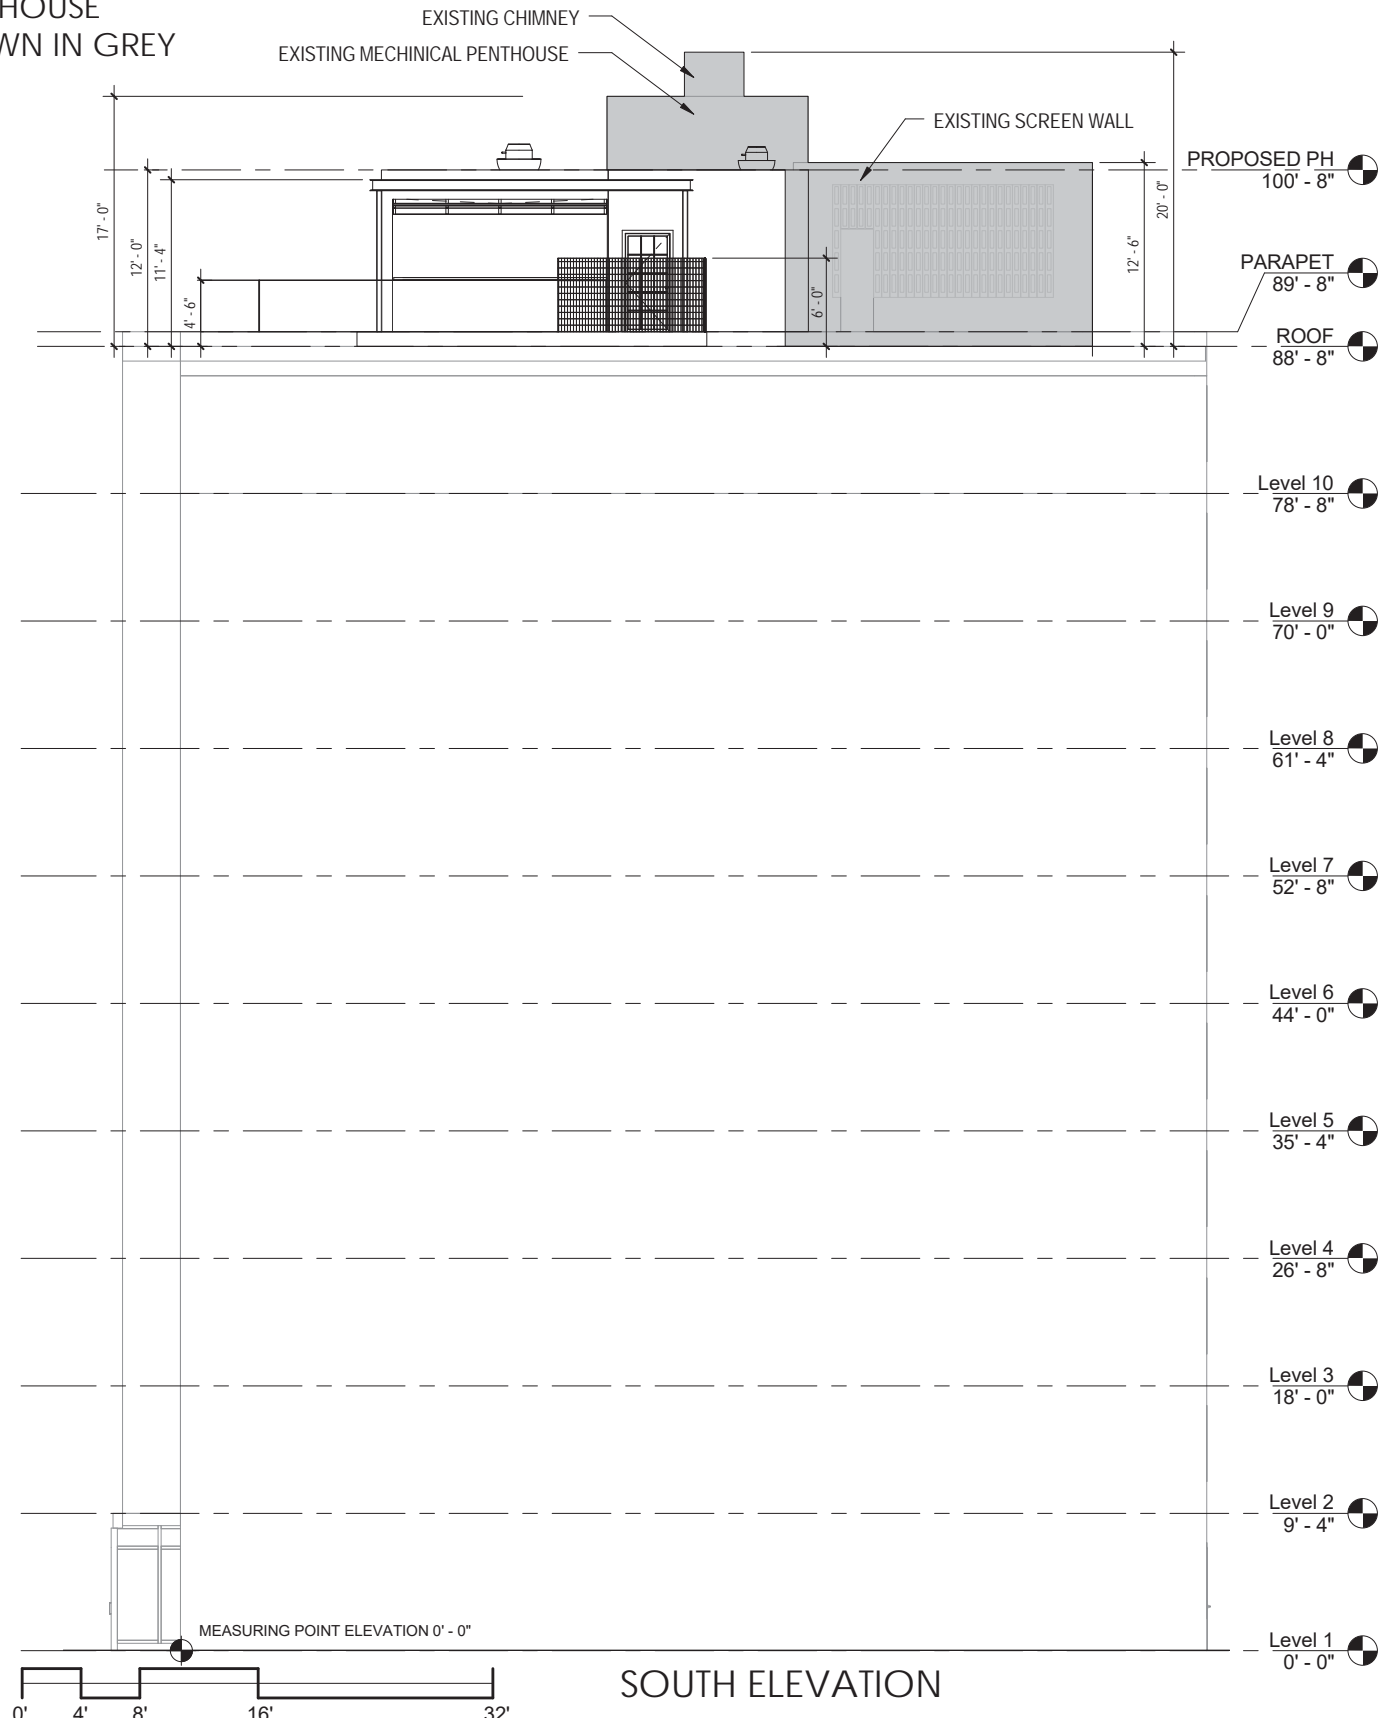 HOUSE
WN IN GREY
EXISTING CHIMNEY
EXISTING MECHINICAL PENTHOUSE
EXISTING SCREEN WALL
PROPOSED PH
100' - 8"
17' - 0"
12' - 0"
11' - 4"
4' - 6"
6' - 0"
12' - 6"
20' - 0"
PARAPET
89' - 8"
ROOF
88' - 8"
Level 10
78' - 8"
Level 9
70' - 0"
Level 8
61' - 4"
Level 7
52' - 8"
Level 6
44' - 0"
Level 5
35' - 4"
Level 4
26' - 8"
Level 3
18' - 0"
Level 2
9' - 4"
MEASURING POINT ELEVATION 0' - 0"
Level 1
0' - 0"
SOUTH ELEVATION
0' 4' 8' 16' 32'